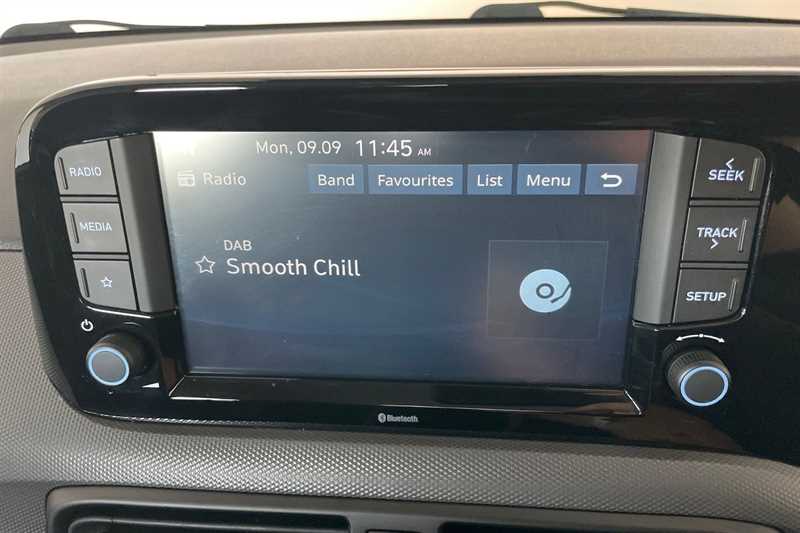 Mon, 09.09 11:45 AM
Radio Band Favourites List Menu
DAB
Smooth Chill
RADIO
MEDIA
SEEK
TRACK
SETUP
Bluetooth